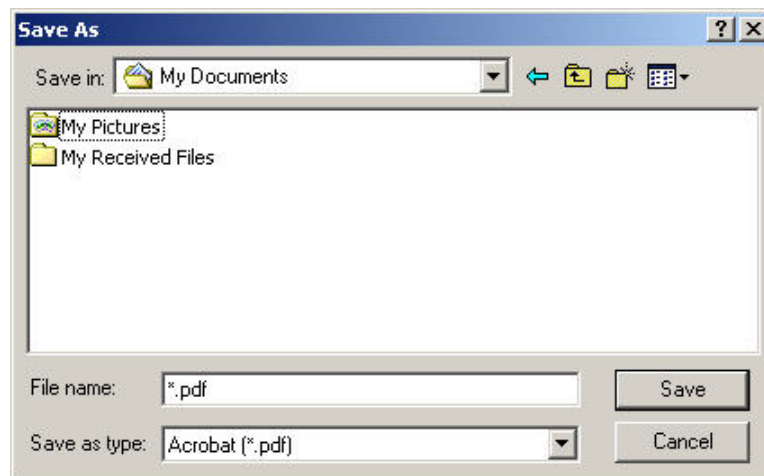 Save As
Save in: My Documents
My Pictures
My Received Files
File name: *.pdf Save
Save as type: Acrobat (*.pdf) Cancel